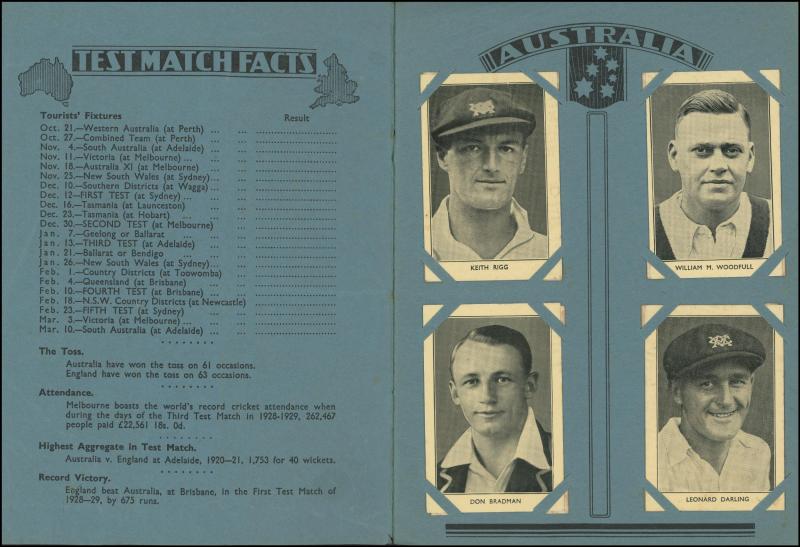 TEST MATCH FACTS
Tourists' Fixtures Result
Oct. 21.—Western Australia (at Perth) ... ...
Oct. 27.—Combined Team (at Perth) ... ...
Nov. 4.—South Australia (at Adelaide) ...
Nov. 11.—Victoria (at Melbourne) ... ...
Nov. 18.—Australia XI (at Melbourne) ...
Nov. 25.—New South Wales (at Sydney) ...
Dec. 10.—Southern Districts (at Wagga) ...
Dec. 12—FIRST TEST (at Sydney) ... ...
Dec. 16.—Tasmania (at Launceston) ...
Dec. 23.—Tasmania (at Hobart) ... ...
Dec. 30.—SECOND TEST (at Melbourne)
Jan. 7.—Geelong or Ballarat ... ...
Jan. 13.—THIRD TEST (at Adelaide) ...
Jan. 21.—Ballarat or Bendigo ... ...
Jan. 26.—New South Wales (at Sydney) ...
Feb. 1.—Country Districts (at Toowomba) ...
Feb. 4.—Queensland (at Brisbane) ... ...
Feb. 10.—FOURTH TEST (at Brisbane) ... ...
Feb. 18.—N.S.W. Country Districts (at Newcastle)
Feb. 23.—FIFTH TEST (at Sydney) ... ...
Mar. 3.—Victoria (at Melbourne) ... ...
Mar. 10.—South Australia (at Adelaide) ...
The Toss.
Australia have won the toss on 61 occasions.
England have won the toss on 63 occasions.
Attendance.
Melbourne boasts the world's record cricket attendance when
during the days of the Third Test Match in 1928-1929, 262,467
people paid £22,561 18s. 0d.
Highest Aggregate in Test Match.
Australia v. England at Adelaide, 1920–21, 1,753 for 40 wickets.
Record Victory.
England beat Australia, at Brisbane, in the First Test Match of
1928–29, by 675 runs.
AUSTRALIA
KEITH RIGG
WILLIAM M. WOODFULL
DON BRADMAN
LEONARD DARLING